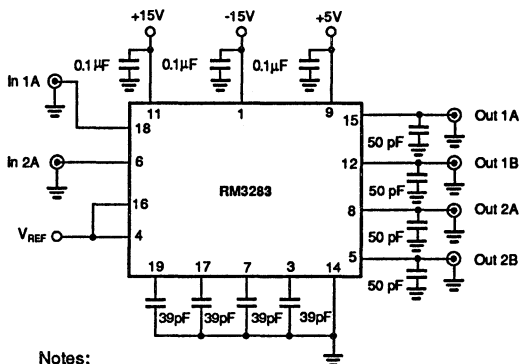 +15V -15V +5V
0.1µF 0.1µF 0.1µF
In 1A
11 1 9
15 Out 1A
18
50 pF
In 2A
6
12 Out 1B
RM3283
50 pF
16
8 Out 2A
VREF
4
50 pF
19 17 7 3 14
5 Out 2B
50 pF
39pF 39pF 39pF 39pF
Notes: